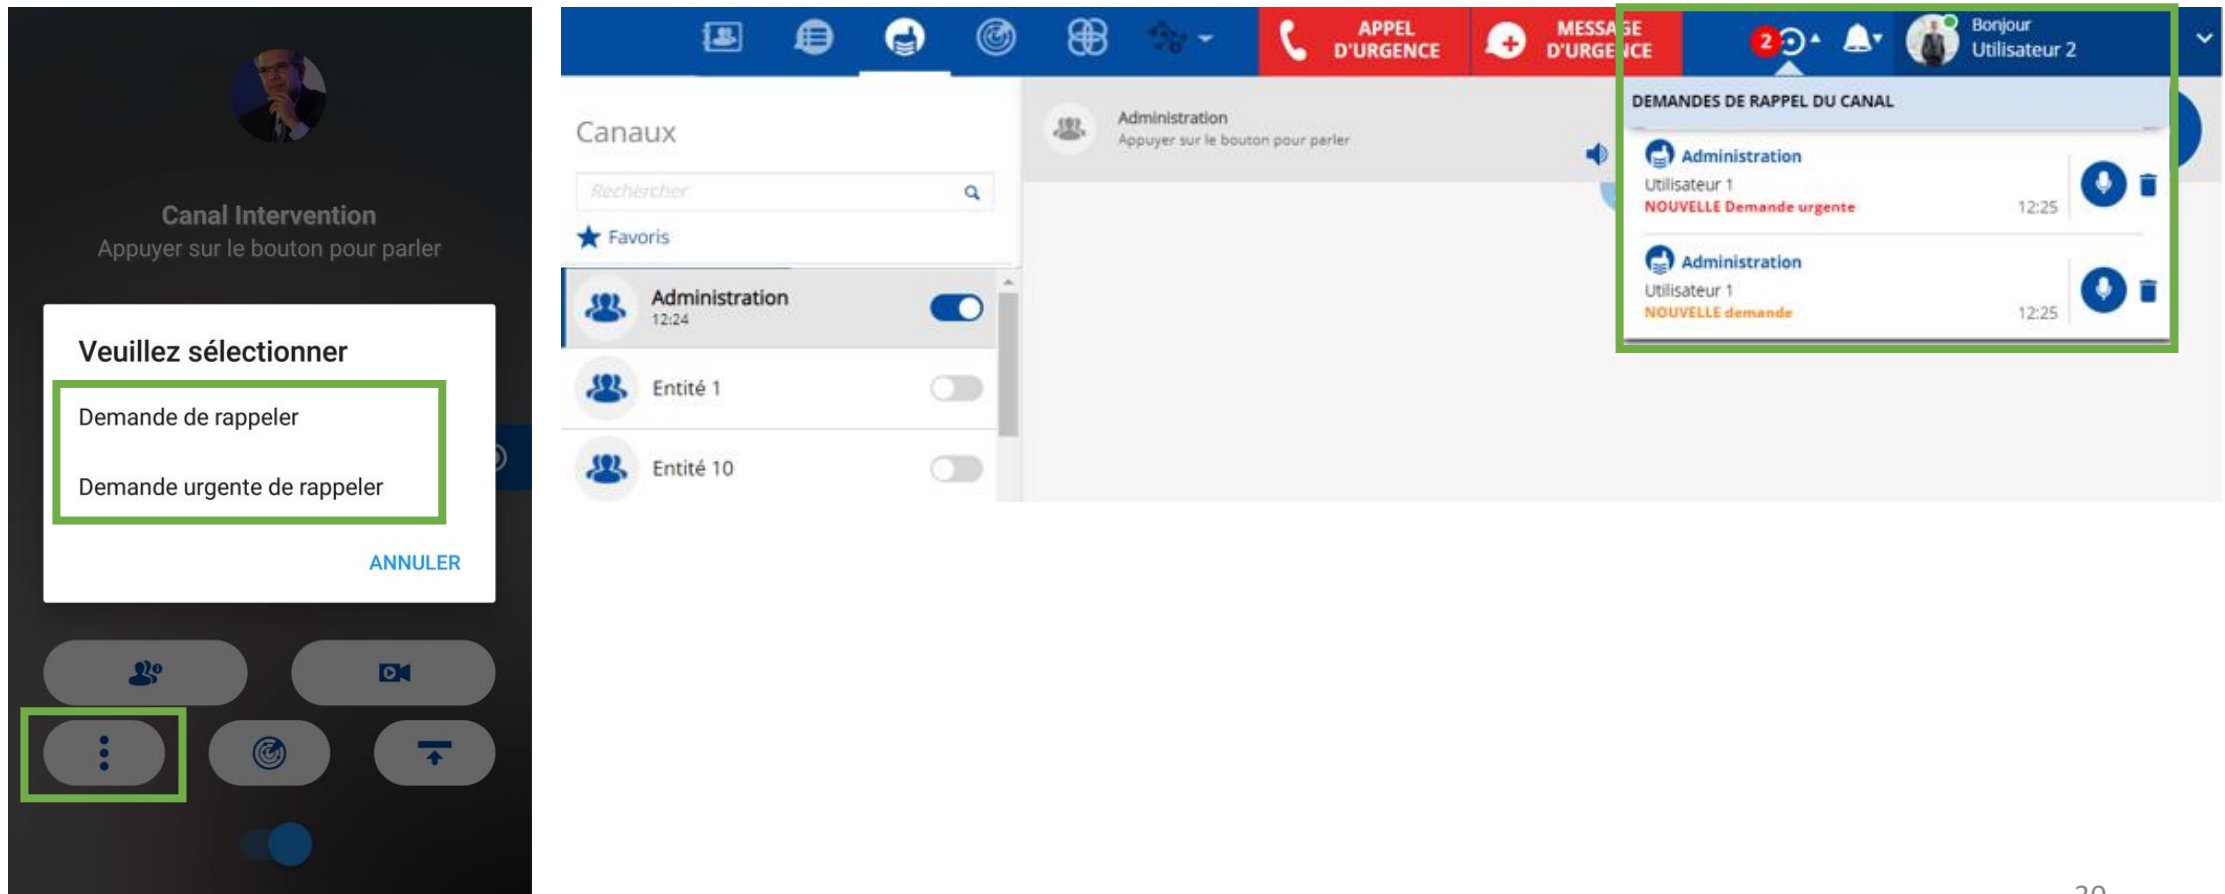 Canal Intervention
Appuyer sur le bouton pour parler
Veuillez sélectionner
Demande de rappeler
Demande urgente de rappeler
ANNULER
APPEL
D'URGENCE
MESSAGE
D'URGENCE
2
Bonjour
Utilisateur 2
Canaux
Rechercher
Favoris
Administration
12:24
Entité 1
Entité 10
Administration
Appuyer sur le bouton pour parler
DEMANDES DE RAPPEL DU CANAL
Administration
Utilisateur 1
NOUVELLE Demande urgente 12:25
Administration
Utilisateur 1
NOUVELLE demande 12:25